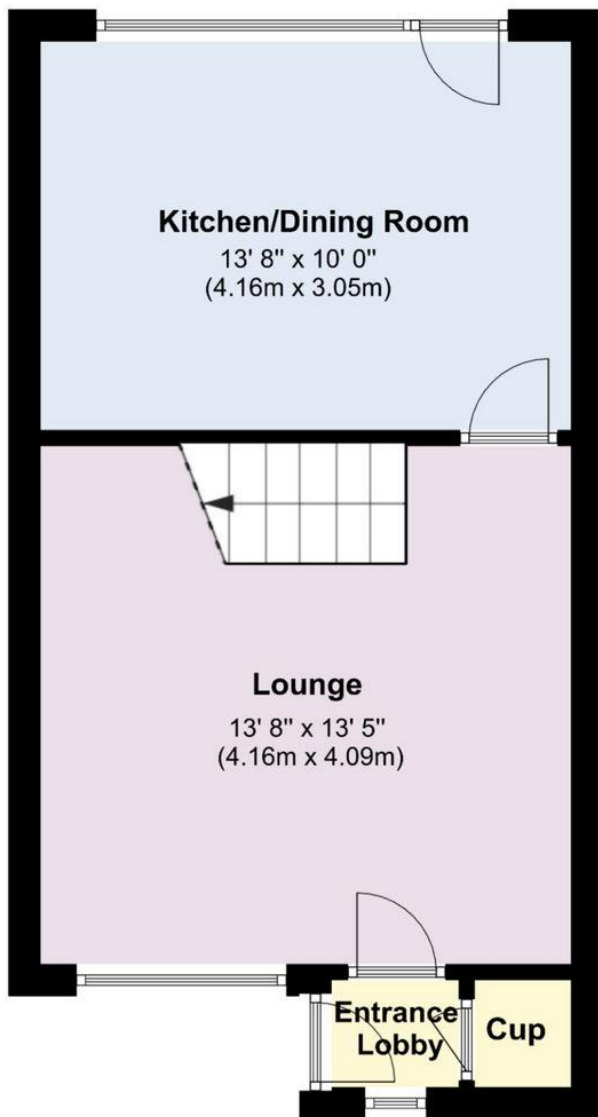 Kitchen/Dining Room
13' 8" x 10' 0"
(4.16m x 3.05m)
Lounge
13' 8" x 13' 5"
(4.16m x 4.09m)
Entrance
Lobby
Cup